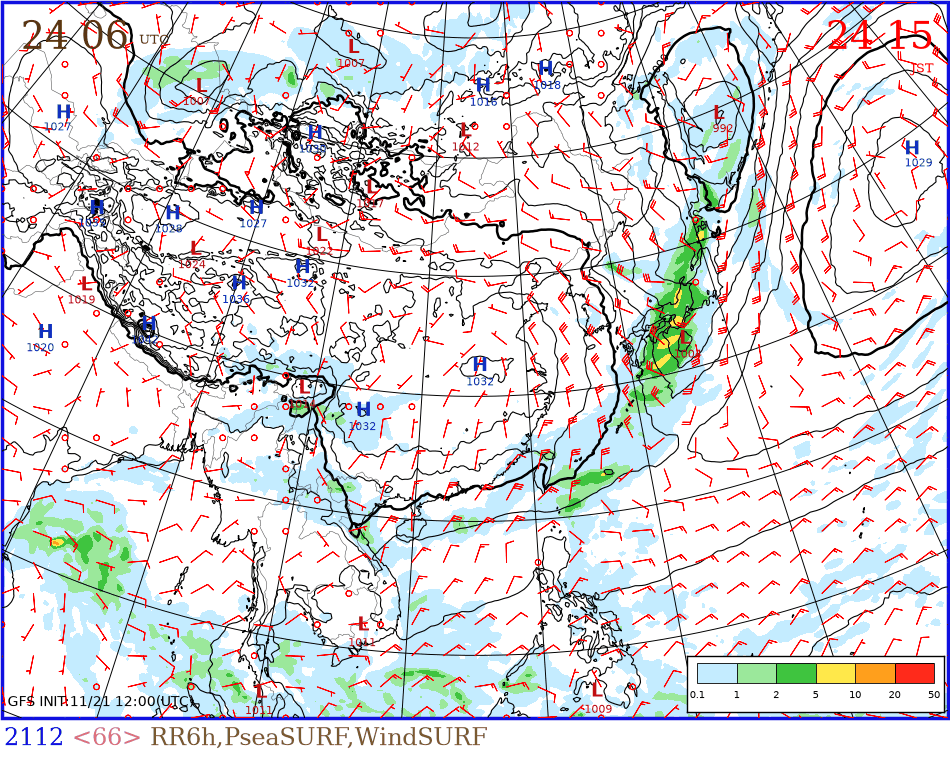 24 06 UTC
24 15 JST
L 1007
L 1007
H 1016
H 1018
H 1027
L 992
L 1012
H 1029
H 1028
H 1027
L 1024
L 1023
H 1032
H 1036
L 1019
H 1020
H
H 1032
L
H 1032
L 1011
L 1011
L 1009
GFS INIT:11/21 12:00(UTC)
0.1 1 2 5 10 20 50
2112 <66> RR6h,PseaSURF,WindSURF